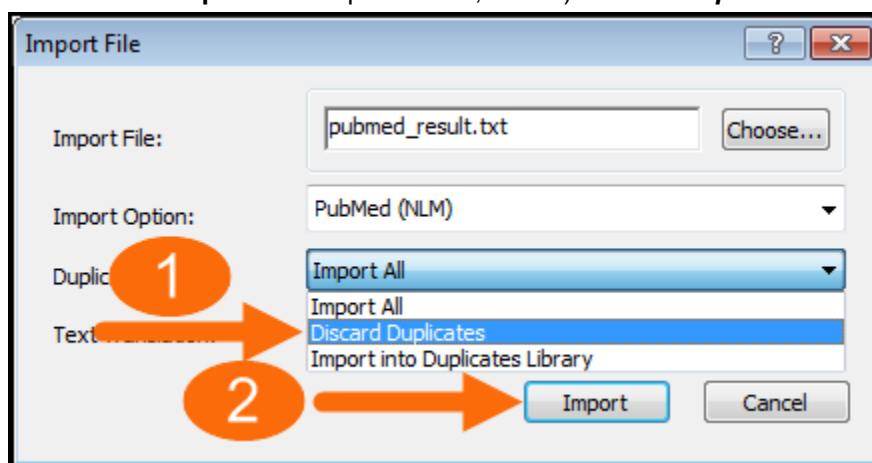 Import File
Import File:
pubmed_result.txt
Choose...
Import Option:
PubMed (NLM)
Duplic
1
Import All
Import All
Text
Discard Duplicates
Import into Duplicates Library
2
Import
Cancel